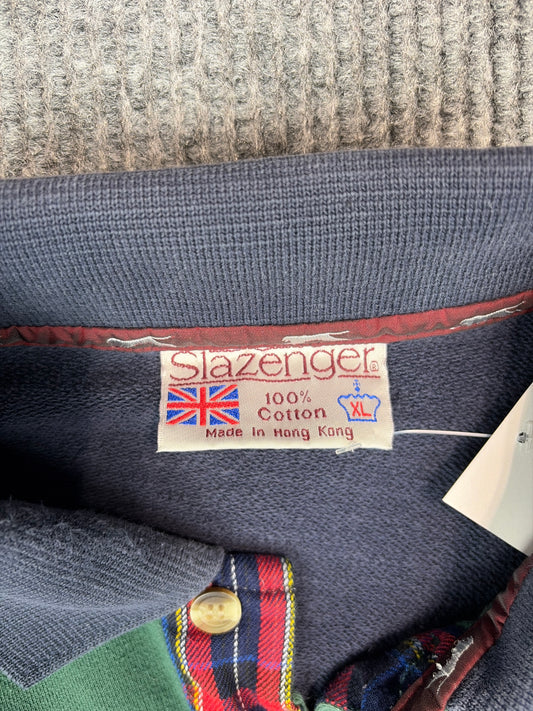 Slazenger®
100%
Cotton
XL
Made in Hong Kong